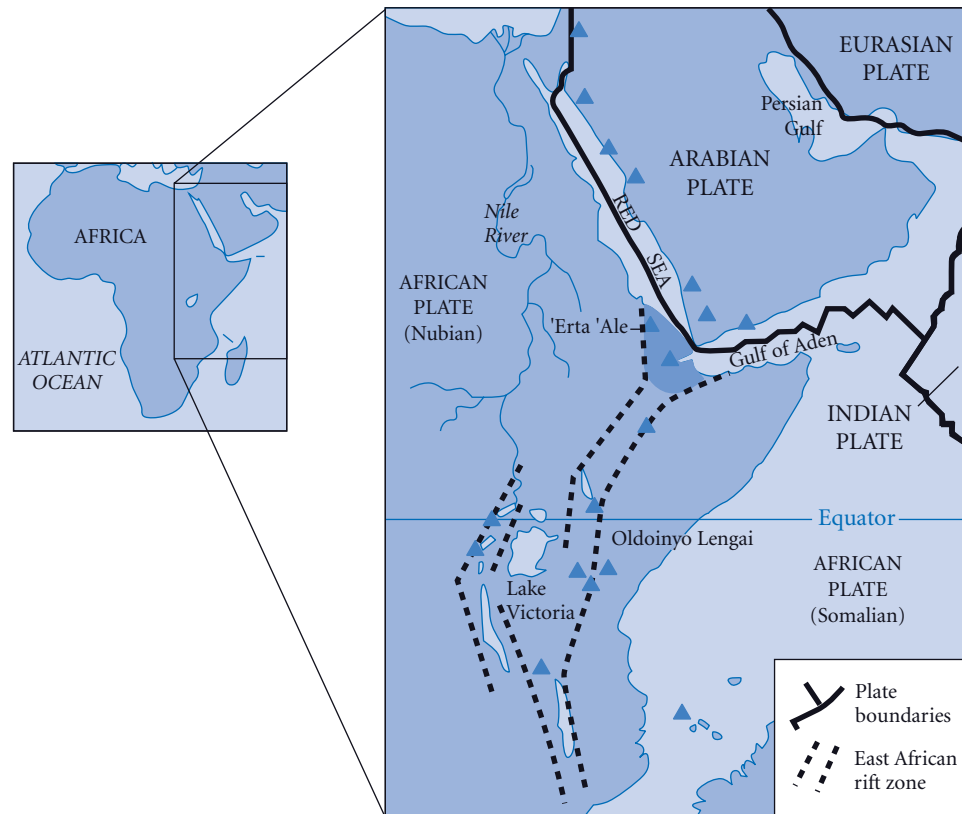 AFRICA
ATLANTIC
OCEAN
EURASIAN
PLATE
Persian
Gulf
ARABIAN
PLATE
RED
SEA
Nile
River
AFRICAN
PLATE
(Nubian)
'Erta 'Ale
Gulf of Aden
INDIAN
PLATE
Equator
Oldoinyo Lengai
Lake
Victoria
AFRICAN
PLATE
(Somalian)
Plate
boundaries
East African
rift zone